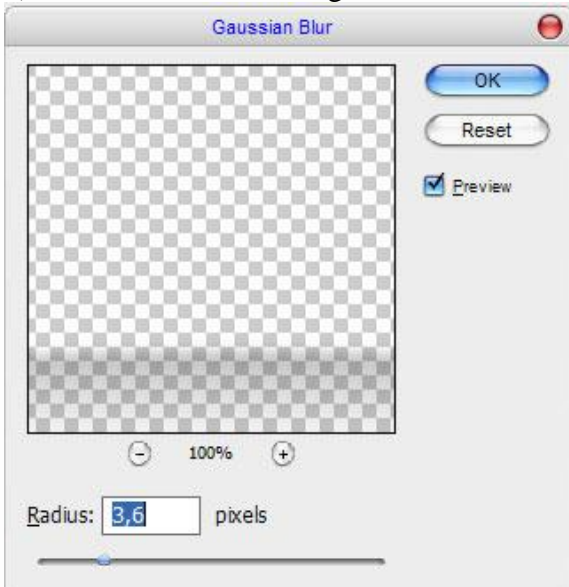 Gaussian Blur
OK
Reset
Preview
100%
Radius: 3,6 pixels